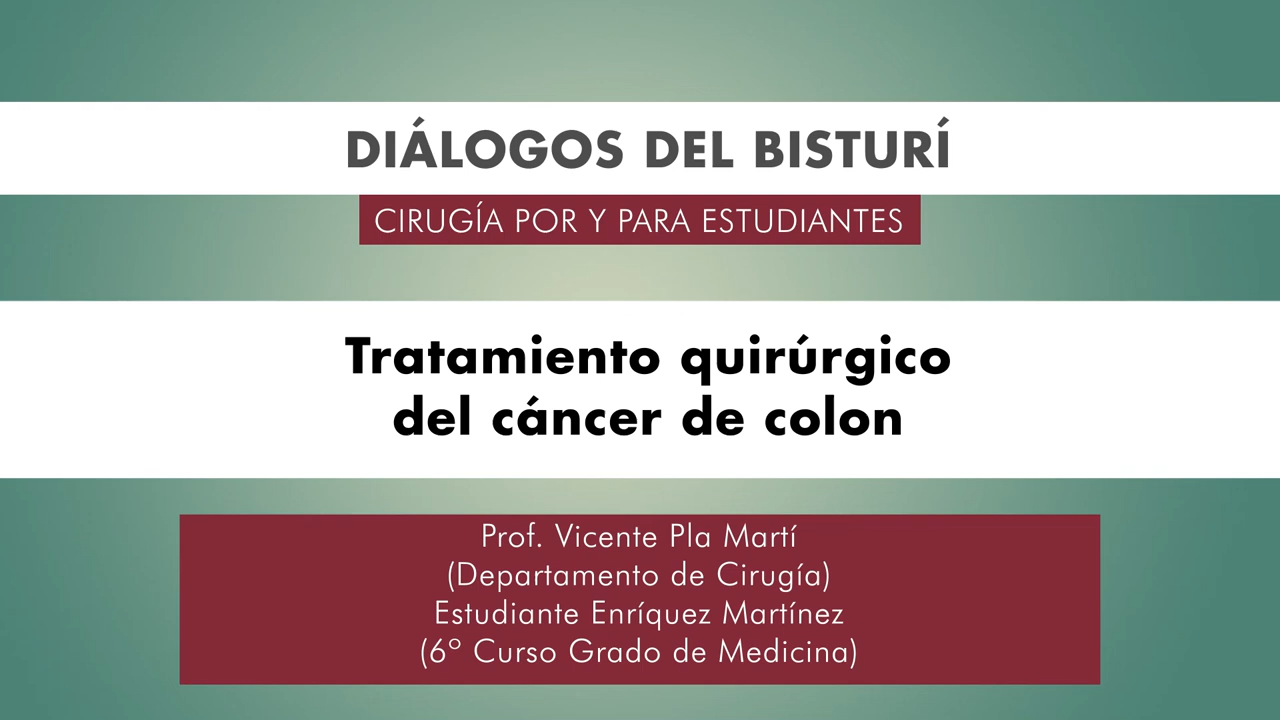 DIÁLOGOS DEL BISTURÍ
CIRUGÍA POR Y PARA ESTUDIANTES
Tratamiento quirúrgico
del cáncer de colon
Prof. Vicente Pla Martí
(Departamento de Cirugía)
Estudiante Enríquez Martínez
(6º Curso Grado de Medicina)